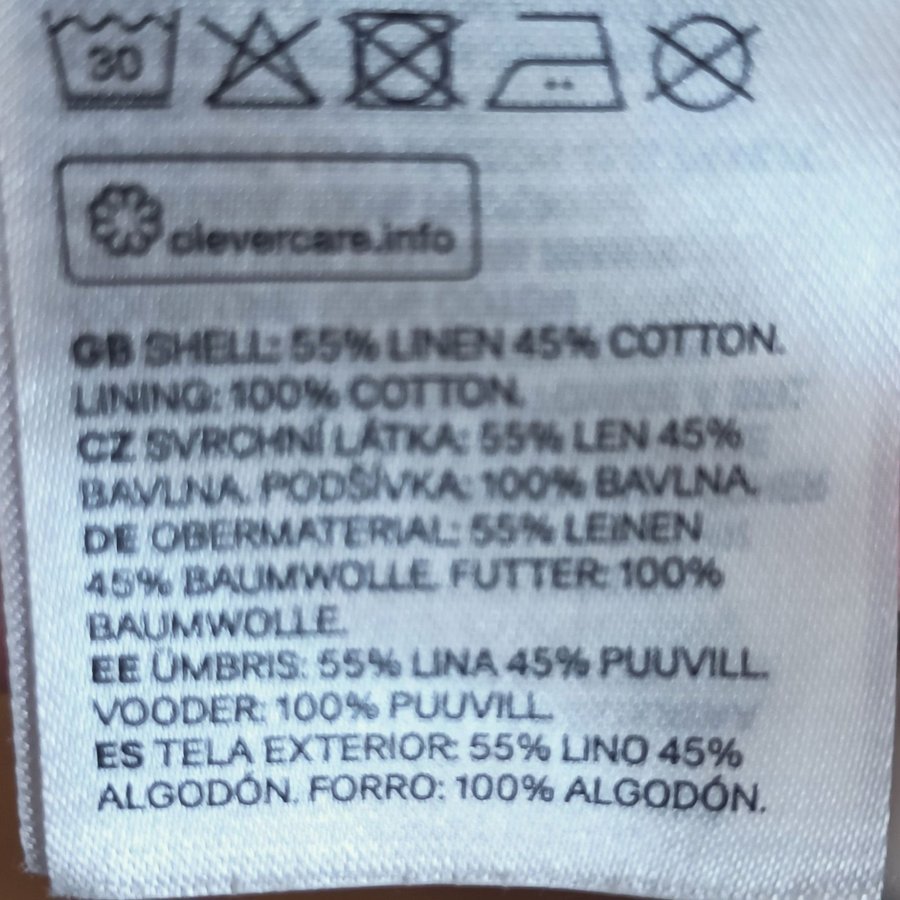 30
clevercare.info
GB SHELL: 55% LINEN 45% COTTON.
LINING: 100% COTTON.
CZ SVRCHNÍ LÁTKA: 55% LEN 45%
BAVLNA. PODŠÍVKA: 100% BAVLNA.
DE OBERMATERIAL: 55% LEINEN
45% BAUMWOLLE. FUTTER: 100%
BAUMWOLLE.
EE ÜMBRIS: 55% LINA 45% PUUVILL.
VOODER: 100% PUUVILL.
ES TELA EXTERIOR: 55% LINO 45%
ALGODÓN. FORRO: 100% ALGODÓN.